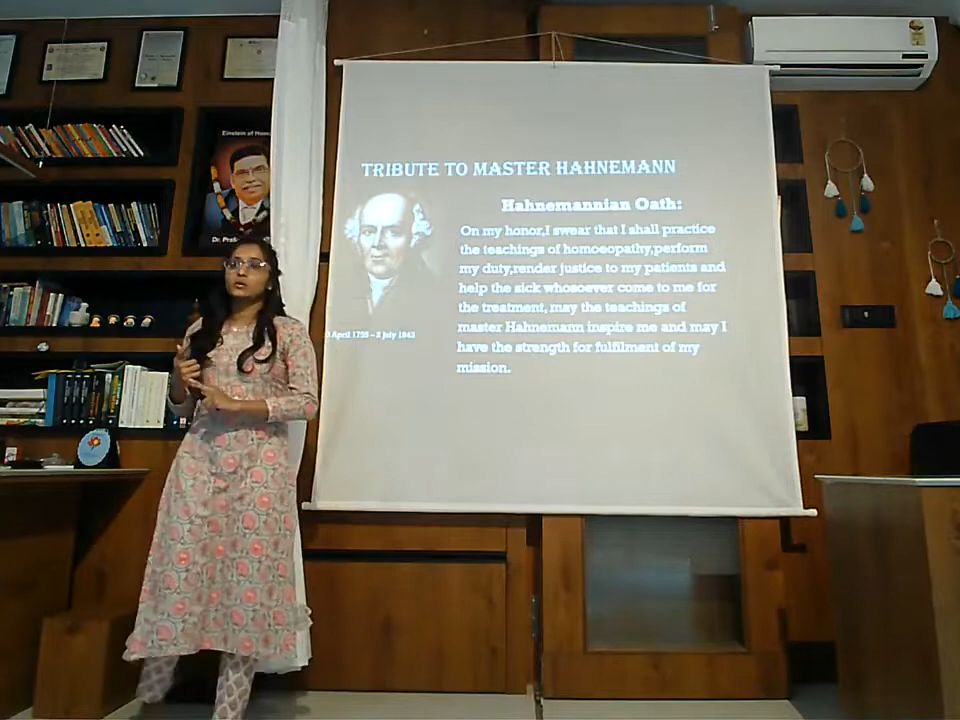 Einstein of Hom
TRIBUTE TO MASTER HAHNEMANN
Hahnemannian Oath:
On my honor,I swear that I shall practice
the teachings of homoeopathy,perform
my duty,render justice to my patients and
help the sick whosoever come to me for
the treatment, may the teachings of
master Hahnemann inspire me and may I
have the strength for fulfilment of my
mission.
April 1755 – 2 July 1843
Dr. Praf